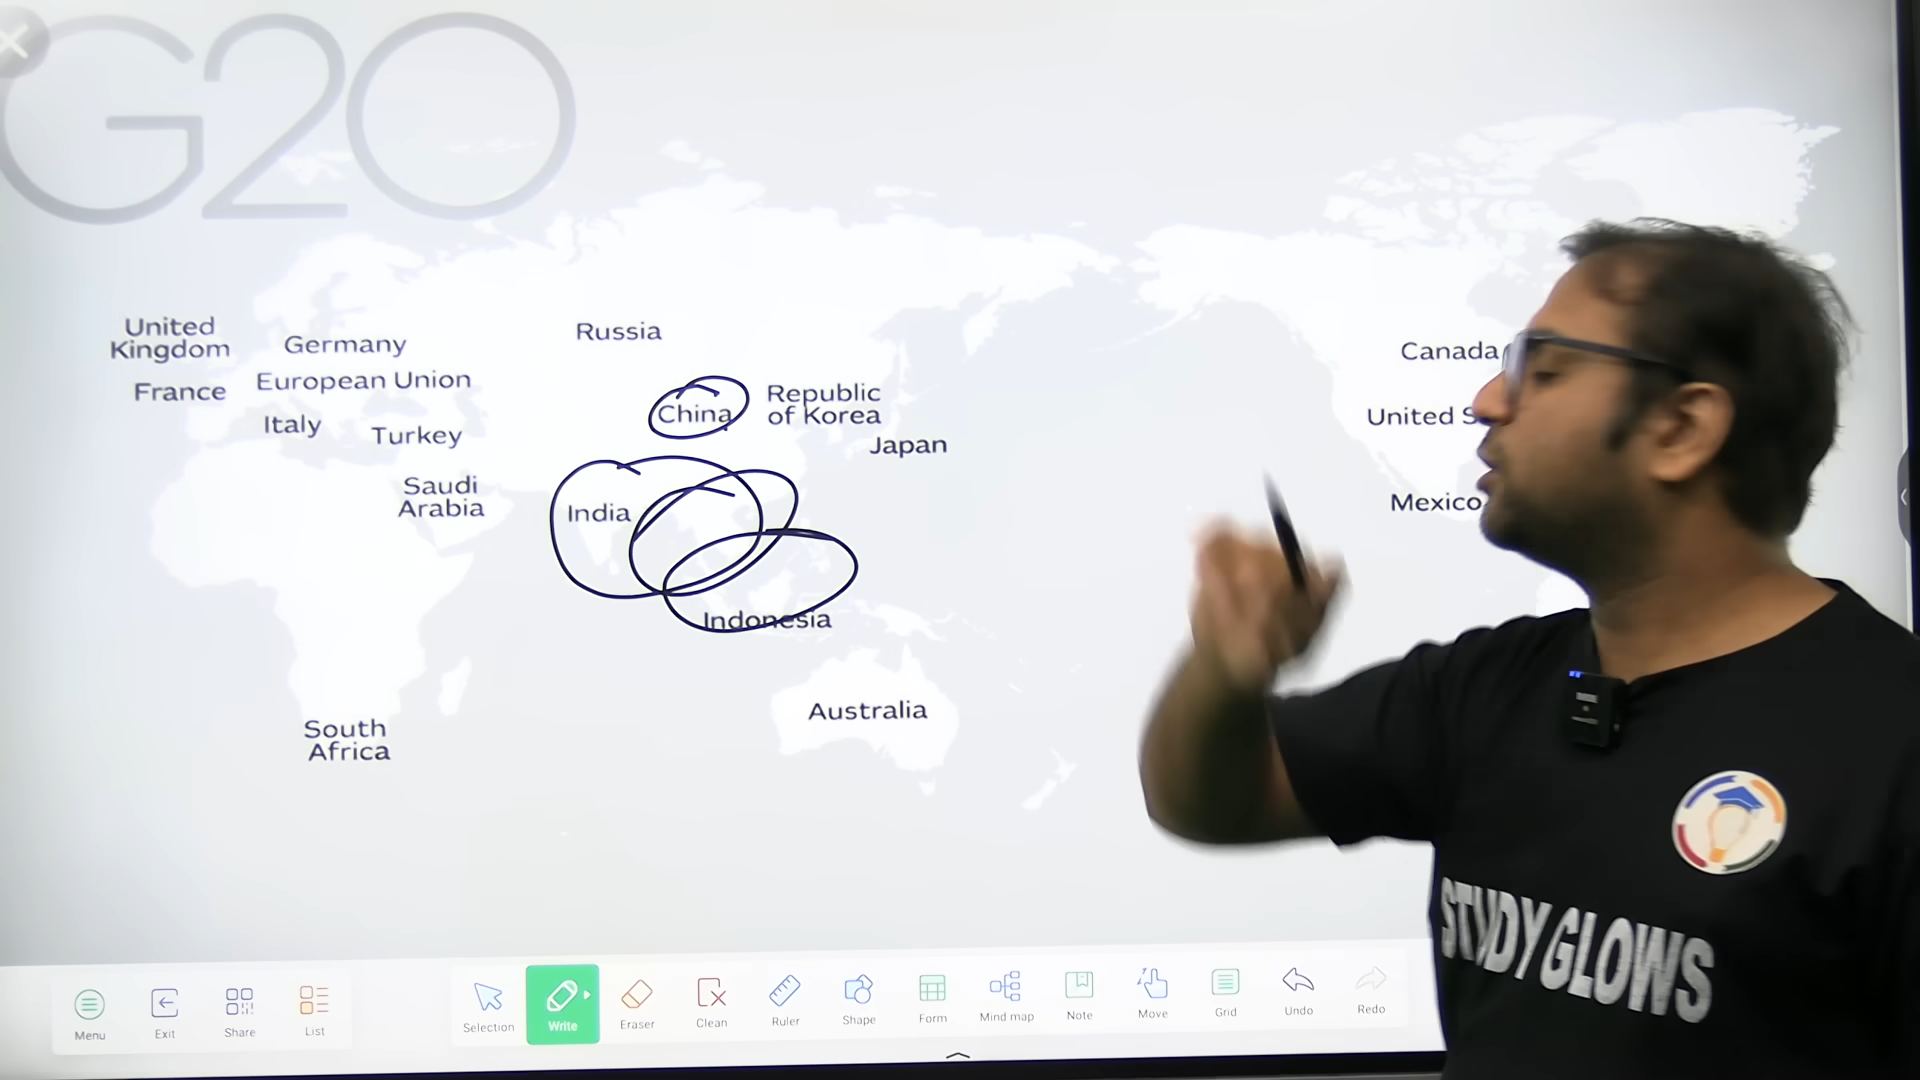 G20
United
Kingdom
Germany
Russia
Canada
France
European Union
China
Republic
of Korea
Italy
Turkey
Japan
United S
Saudi
Arabia
India
Mexico
Indonesia
Australia
South
Africa
STUDY GLOWS
Menu
Exit
Share
List
Selection
Write
Eraser
Clean
Ruler
Shape
Form
Mind map
Note
Move
Grid
Undo
Redo